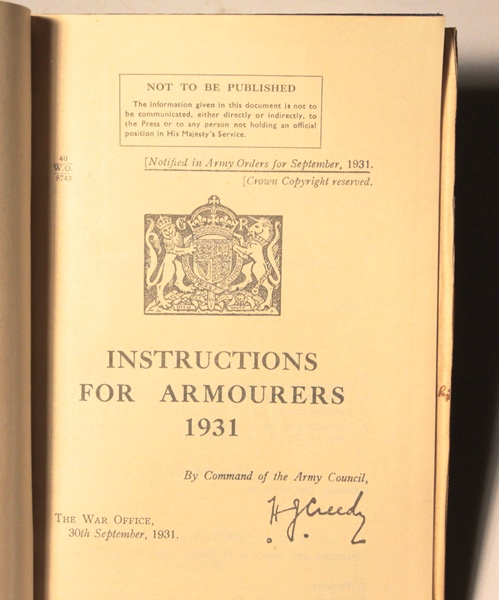 NOT TO BE PUBLISHED
The information given in this document is not to
be communicated, either directly or indirectly, to
the Press or to any person not holding an official
position in His Majesty's Service.
40
W.O.
8743
[Notified in Army Orders for September, 1931.
[Crown Copyright reserved.
G R
INSTRUCTIONS
FOR ARMOURERS
1931
By Command of the Army Council,
H J Creedy
THE WAR OFFICE,
30th September, 1931.